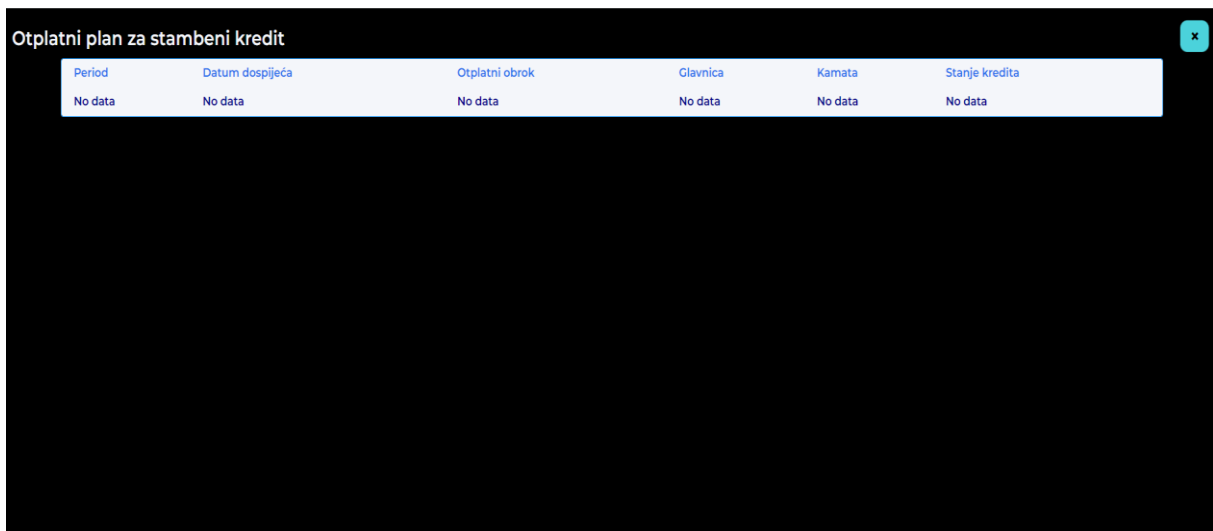 Otplatni plan za stambeni kredit
x
Period Datum dospijeća Otplatni obrok Glavnica Kamata Stanje kredita
No data No data No data No data No data No data